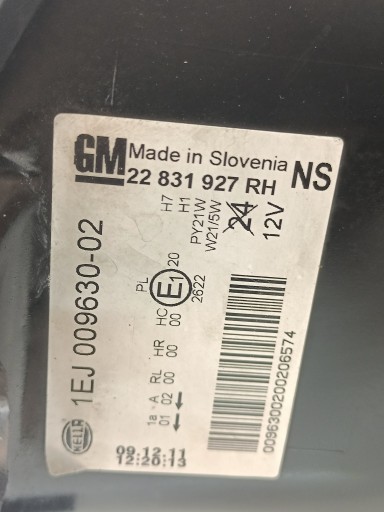 GM Made in Slovenia NS
22 831 927 RH
H7
H1
PY21W
W21/5W
24
12V
1EJ 009630-02
PL
E1
20
2622
HC HR RL
00 00 00
1a - A
01 02
HELLA
09.12.11
12:20:13
00963000200206574